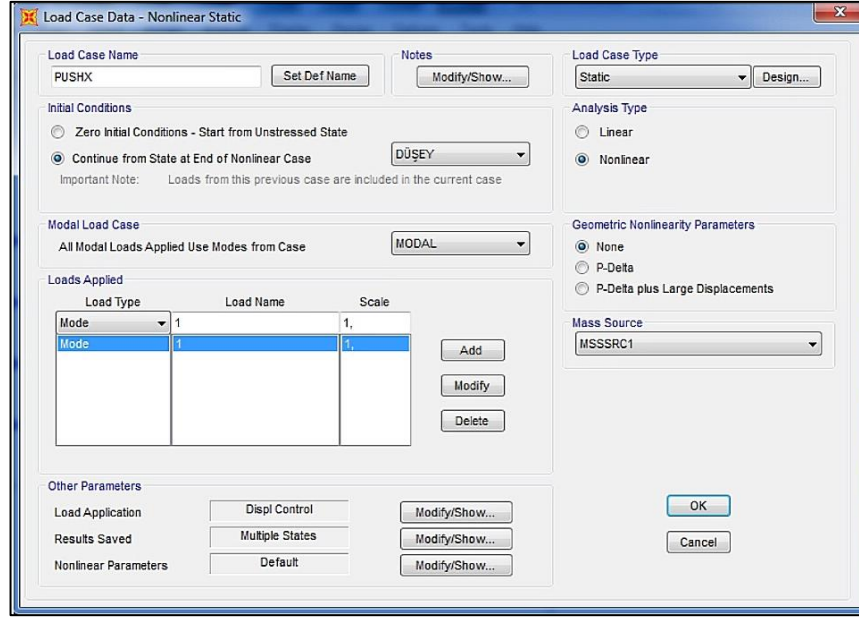 Load Case Data - Nonlinear Static
Load Case Name
PUSHX
Set Def Name
Notes
Modify/Show...
Load Case Type
Static
Design...
Initial Conditions
Zero Initial Conditions - Start from Unstressed State
Continue from State at End of Nonlinear Case
DÜŞEY
Important Note: Loads from this previous case are included in the current case
Analysis Type
Linear
Nonlinear
Modal Load Case
All Modal Loads Applied Use Modes from Case
MODAL
Geometric Nonlinearity Parameters
None
P-Delta
P-Delta plus Large Displacements
Loads Applied
Load Type Load Name Scale
Mode 1 1,
Mode 1 1,
Add
Modify
Delete
Mass Source
MSSSRC1
Other Parameters
Load Application Displ Control Modify/Show...
Results Saved Multiple States Modify/Show...
Nonlinear Parameters Default Modify/Show...
OK
Cancel